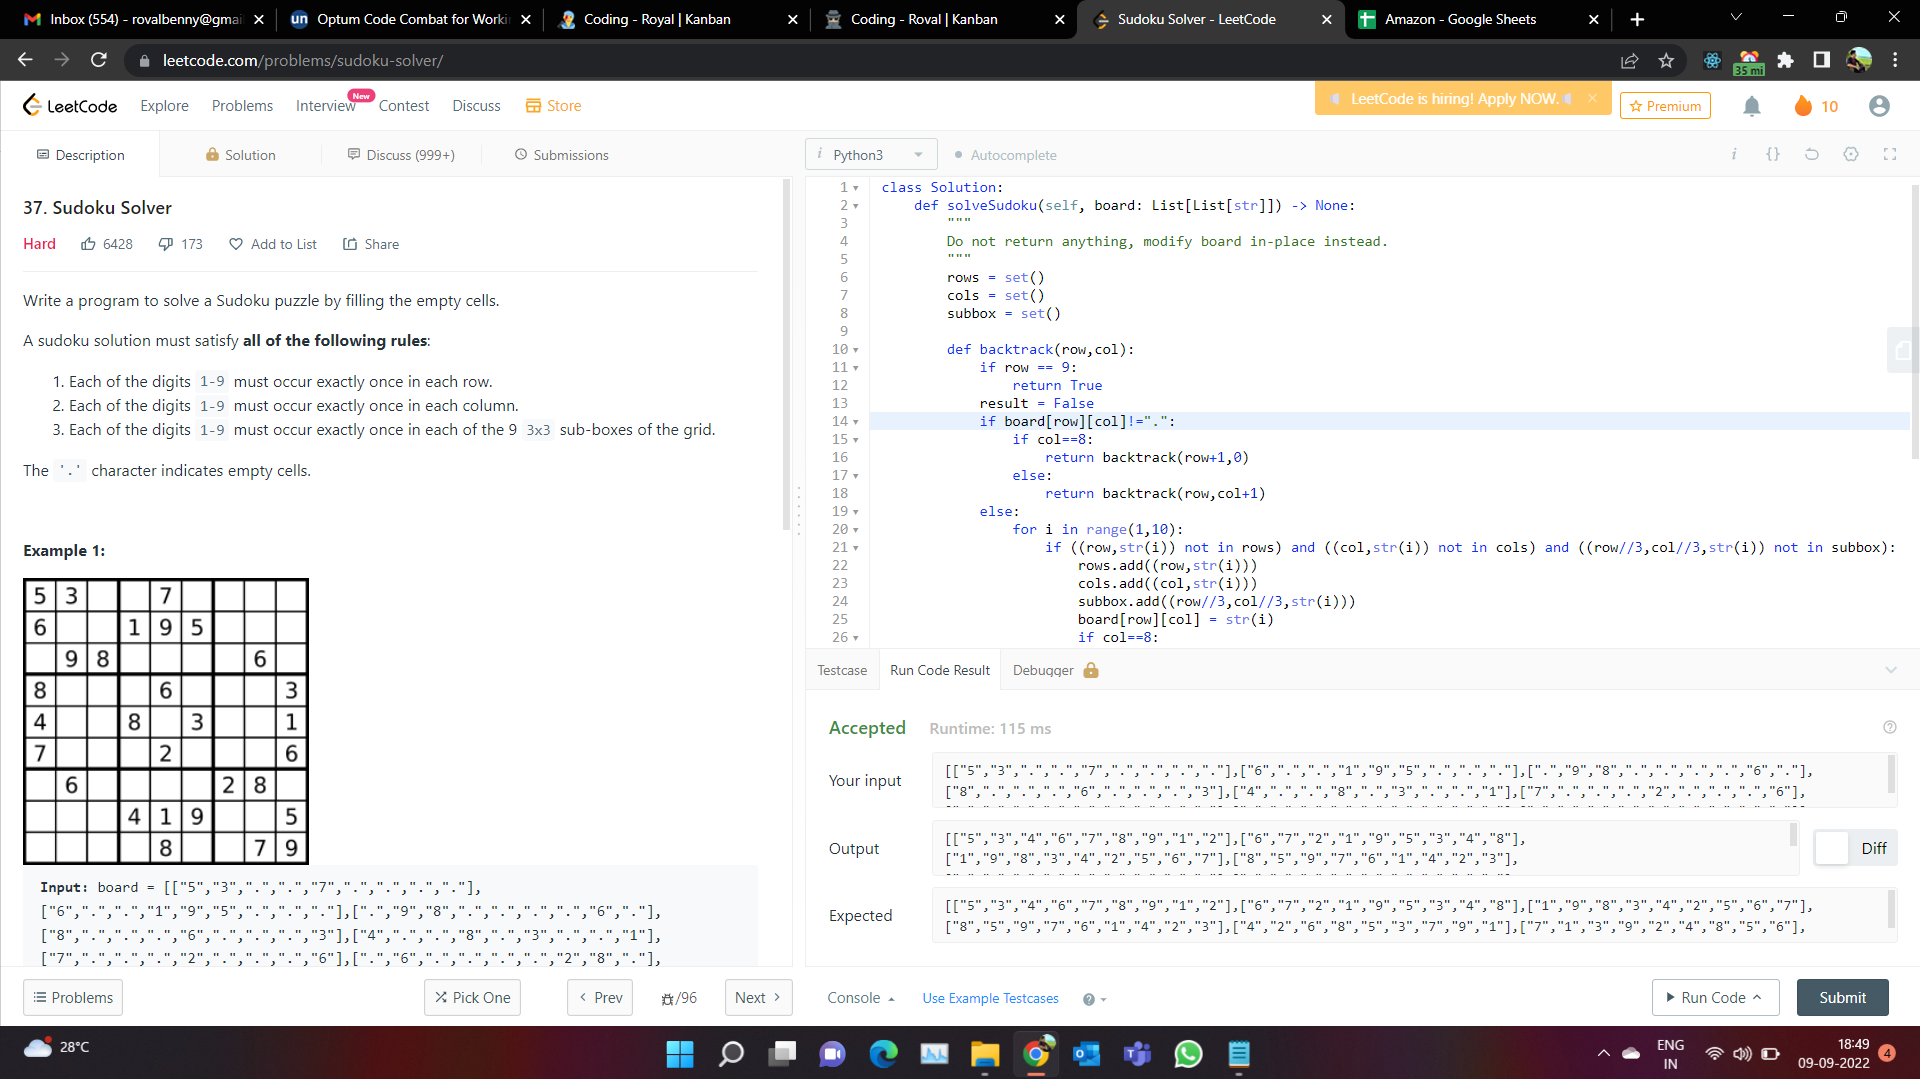 Inbox (554) - rovalbenny@gmai
Optum Code Combat for Workin
Coding - Royal | Kanban
Coding - Roval | Kanban
Sudoku Solver - LeetCode
Amazon - Google Sheets
leetcode.com/problems/sudoku-solver/
35 mi
LeetCode
Explore
Problems
Interview
New
Contest
Discuss
Store
LeetCode is hiring! Apply NOW.
Premium
10
Description
Solution
Discuss (999+)
Submissions
Python3
Autocomplete
37. Sudoku Solver
Hard
6428
173
Add to List
Share
Write a program to solve a Sudoku puzzle by filling the empty cells.
A sudoku solution must satisfy all of the following rules:
1. Each of the digits 1-9 must occur exactly once in each row.
2. Each of the digits 1-9 must occur exactly once in each column.
3. Each of the digits 1-9 must occur exactly once in each of the 9 3x3 sub-boxes of the grid.
The '.' character indicates empty cells.
Example 1:
5 3 7
6 1 9 5
9 8 6
8 6 3
4 8 3 1
7 2 6
6 2 8
4 1 9 5
8 7 9
Input: board = [["5","3",".",".","7",".",".",".","."],
["6",".",".","1","9","5",".",".","."],[".","9","8",".",".",".",".","6","."],
["8",".",".",".","6",".",".",".","3"],["4",".",".","8",".","3",".",".","1"],
["7",".",".",".","2",".",".",".","6"],[".","6",".",".",".",".","2","8","."],
1 class Solution:
2 def solveSudoku(self, board: List[List[str]]) -> None:
3 """
4 Do not return anything, modify board in-place instead.
5 """
6 rows = set()
7 cols = set()
8 subbox = set()
9
10 def backtrack(row,col):
11 if row == 9:
12 return True
13 result = False
14 if board[row][col]!=".":
15 if col==8:
16 return backtrack(row+1,0)
17 else:
18 return backtrack(row,col+1)
19 else:
20 for i in range(1,10):
21 if ((row,str(i)) not in rows) and ((col,str(i)) not in cols) and ((row//3,col//3,str(i)) not in subbox):
22 rows.add((row,str(i)))
23 cols.add((col,str(i)))
24 subbox.add((row//3,col//3,str(i)))
25 board[row][col] = str(i)
26 if col==8:
Testcase
Run Code Result
Debugger
Accepted
Runtime: 115 ms
Your input
[["5","3",".",".","7",".",".",".","."],["6",".",".","1","9","5",".",".","."],[".","9","8",".",".",".",".","6","."],
["8",".",".",".","6",".",".",".","3"],["4",".",".","8",".","3",".",".","1"],["7",".",".",".","2",".",".",".","6"],
Output
[["5","3","4","6","7","8","9","1","2"],["6","7","2","1","9","5","3","4","8"],
["1","9","8","3","4","2","5","6","7"],["8","5","9","7","6","1","4","2","3"],
Diff
Expected
[["5","3","4","6","7","8","9","1","2"],["6","7","2","1","9","5","3","4","8"],["1","9","8","3","4","2","5","6","7"],
["8","5","9","7","6","1","4","2","3"],["4","2","6","8","5","3","7","9","1"],["7","1","3","9","2","4","8","5","6"],
Problems
Pick One
Prev
/96
Next
Console
Use Example Testcases
Run Code
Submit
28°C
ENG
IN
18:49
09-09-2022
4